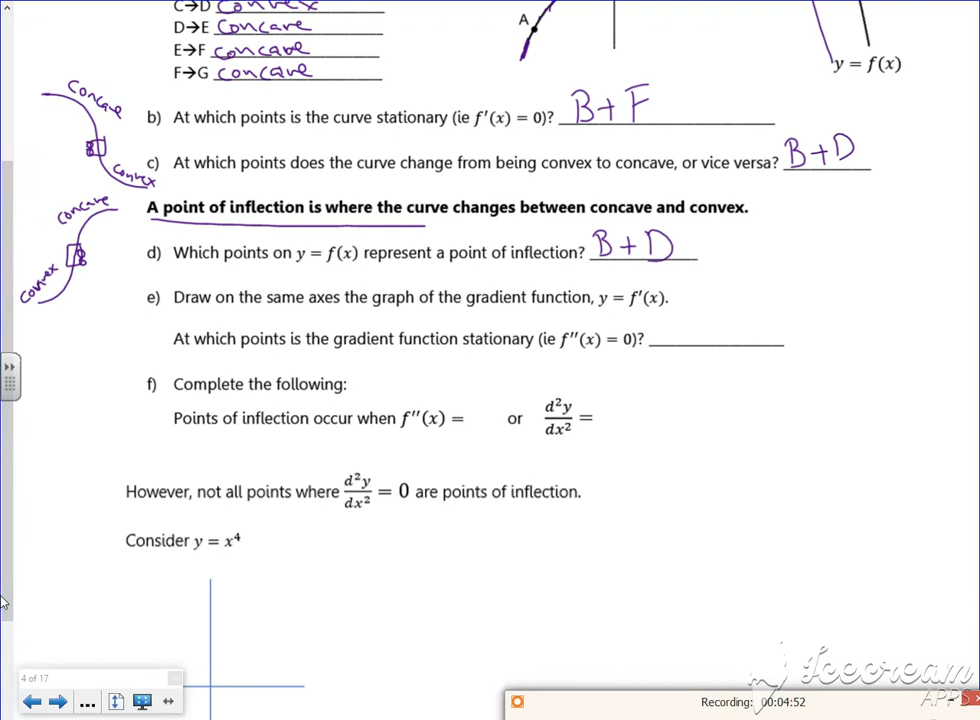 C→D Convex
A
D→E Concave
E→F Concave
F→G Concave
y = f(x)
Concave
b) At which points is the curve stationary (ie f′(x) = 0)? B + F
Convex
c) At which points does the curve change from being convex to concave, or vice versa? B + D
Concave
A point of inflection is where the curve changes between concave and convex.
d) Which points on y = f(x) represent a point of inflection? B + D
Convex
e) Draw on the same axes the graph of the gradient function, y = f′(x).
At which points is the gradient function stationary (ie f″(x) = 0)? ___
f) Complete the following:
Points of inflection occur when f″(x) = or d²y/dx² =
However, not all points where d²y/dx² = 0 are points of inflection.
Consider y = x⁴
4 of 17
Icecream
APPS
Recording: 00:04:52